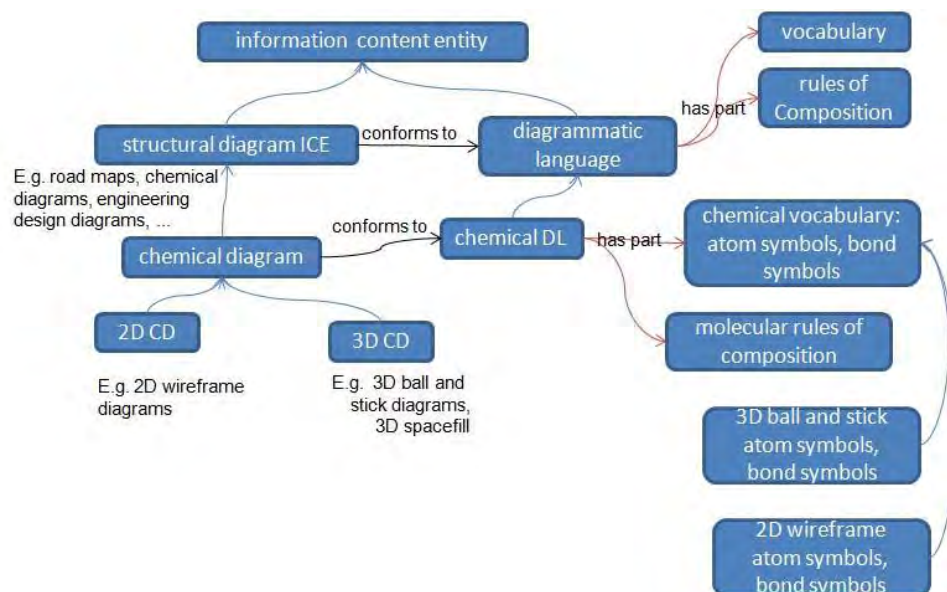 information content entity
vocabulary
rules of
Composition
has part
structural diagram ICE
conforms to
diagrammatic
language
E.g. road maps, chemical
diagrams, engineering
design diagrams, ...
chemical diagram
conforms to
chemical DL
has part
chemical vocabulary:
atom symbols, bond
symbols
2D CD
3D CD
molecular rules of
composition
E.g. 2D wireframe
diagrams
E.g. 3D ball and
stick diagrams,
3D spacefill
3D ball and stick
atom symbols,
bond symbols
2D wireframe
atom symbols,
bond symbols